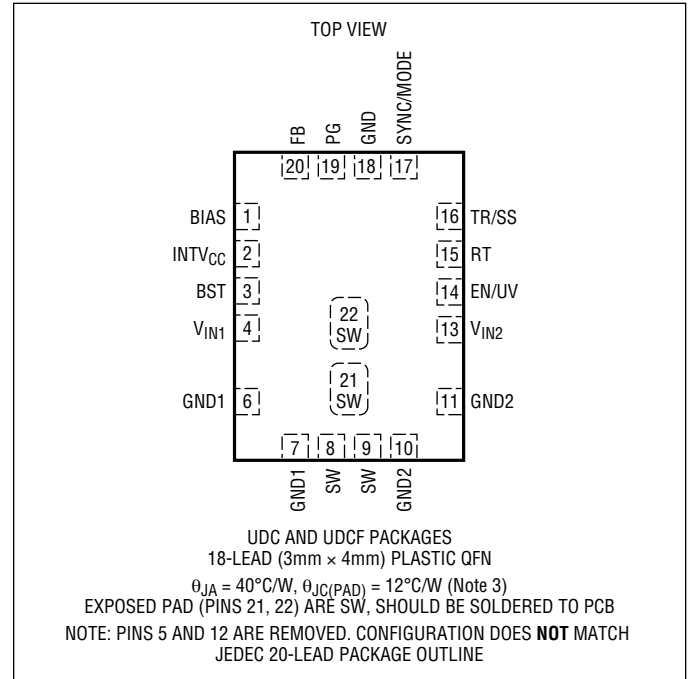 TOP VIEW
FB
PG
GND
SYNC/MODE
20 19 18 17
BIAS 1
16 TR/SS
INTVCC 2
15 RT
BST 3
14 EN/UV
VIN1 4
22
SW
13 VIN2
21
SW
GND1 6
11 GND2
7 8 9 10
GND1
SW
SW
GND2
UDC AND UDCF PACKAGES
18-LEAD (3mm × 4mm) PLASTIC QFN
θJA = 40°C/W, θJC(PAD) = 12°C/W (Note 3)
EXPOSED PAD (PINS 21, 22) ARE SW, SHOULD BE SOLDERED TO PCB
NOTE: PINS 5 AND 12 ARE REMOVED. CONFIGURATION DOES NOT MATCH
JEDEC 20-LEAD PACKAGE OUTLINE